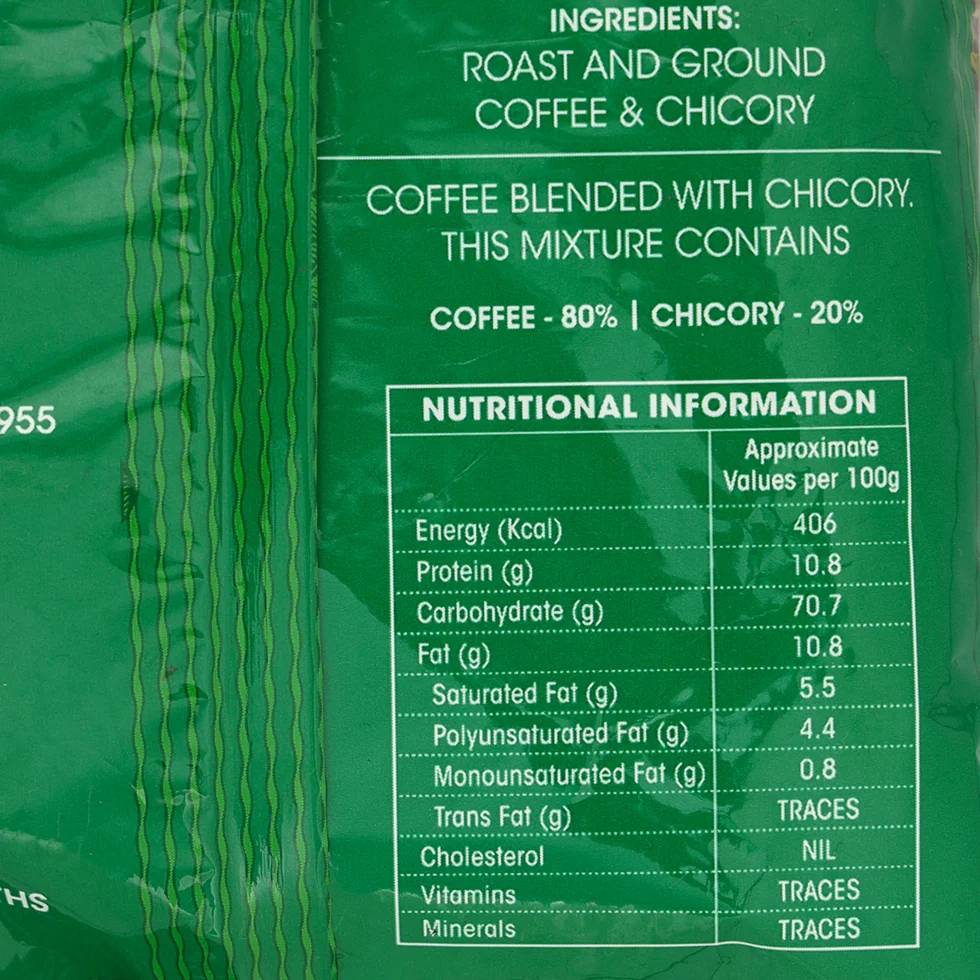 INGREDIENTS:
ROAST AND GROUND
COFFEE & CHICORY
COFFEE BLENDED WITH CHICORY.
THIS MIXTURE CONTAINS
COFFEE - 80% | CHICORY - 20%
955
NUTRITIONAL INFORMATION
Approximate
Values per 100g
Energy (Kcal) 406
Protein (g) 10.8
Carbohydrate (g) 70.7
Fat (g) 10.8
Saturated Fat (g) 5.5
Polyunsaturated Fat (g) 4.4
Monounsaturated Fat (g) 0.8
Trans Fat (g) TRACES
Cholesterol NIL
Vitamins TRACES
THS
Minerals TRACES